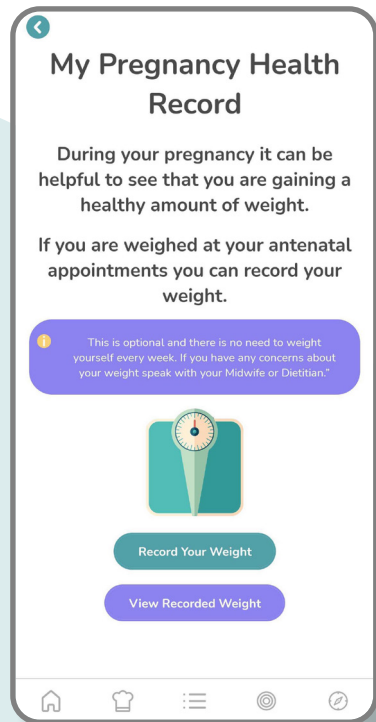 My Pregnancy Health
Record
During your pregnancy it can be
helpful to see that you are gaining a
healthy amount of weight.
If you are weighed at your antenatal
appointments you can record your
weight.
This is optional and there is no need to weight
yourself every week. If you have any concerns about
your weight speak with your Midwife or Dietitian.”
Record Your Weight
View Recorded Weight